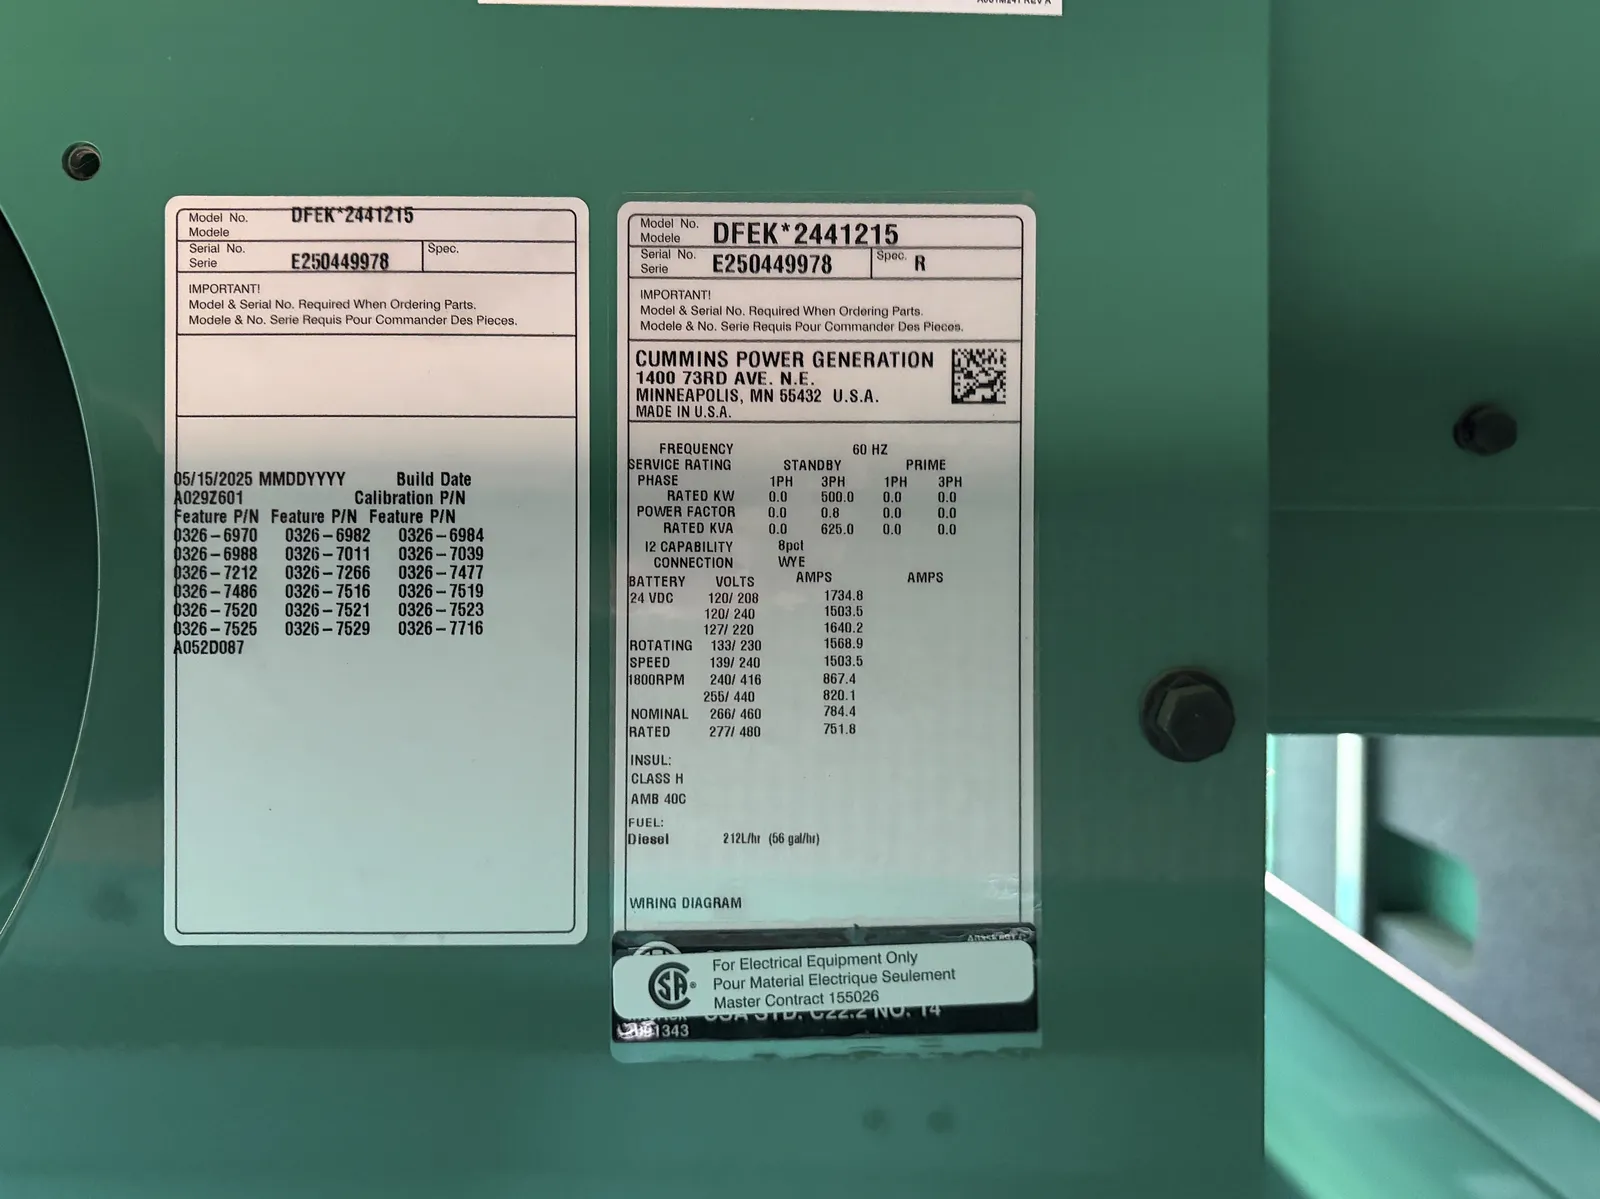 Model No. DFEK*2441215
Modele
Serial No. Spec.
Serie E250449978
IMPORTANT!
Model & Serial No. Required When Ordering Parts.
Modele & No. Serie Requis Pour Commander Des Pieces.
05/15/2025 MMDDYYYY Build Date
A029Z601 Calibration P/N
Feature P/N Feature P/N Feature P/N
0326-6970 0326-6982 0326-6984
0326-6988 0326-7011 0326-7039
0326-7212 0326-7266 0326-7477
0326-7486 0326-7516 0326-7519
0326-7520 0326-7521 0326-7523
0326-7525 0326-7529 0326-7716
A052D087
Model No. DFEK*2441215
Modele
Serial No. E250449978 Spec. R
Serie
IMPORTANT!
Model & Serial No. Required When Ordering Parts.
Modele & No. Serie Requis Pour Commander Des Pieces.
CUMMINS POWER GENERATION
1400 73RD AVE. N.E.
MINNEAPOLIS, MN 55432 U.S.A.
MADE IN U.S.A.
FREQUENCY 60 HZ
SERVICE RATING STANDBY PRIME
PHASE 1PH 3PH 1PH 3PH
RATED KW 0.0 500.0 0.0 0.0
POWER FACTOR 0.0 0.8 0.0 0.0
RATED KVA 0.0 625.0 0.0 0.0
I2 CAPABILITY 8pct
CONNECTION WYE
BATTERY VOLTS AMPS AMPS
24 VDC 120/ 208 1734.8
120/ 240 1503.5
127/ 220 1640.2
ROTATING 133/ 230 1568.9
SPEED 139/ 240 1503.5
1800RPM 240/ 416 867.4
255/ 440 820.1
NOMINAL 266/ 460 784.4
RATED 277/ 480 751.8
INSUL:
CLASS H
AMB 40C
FUEL:
Diesel 212L/hr (56 gal/hr)
WIRING DIAGRAM
CSA® For Electrical Equipment Only
Pour Material Electrique Seulement
Master Contract 155026
CSA STD. C22.2 NO. 14